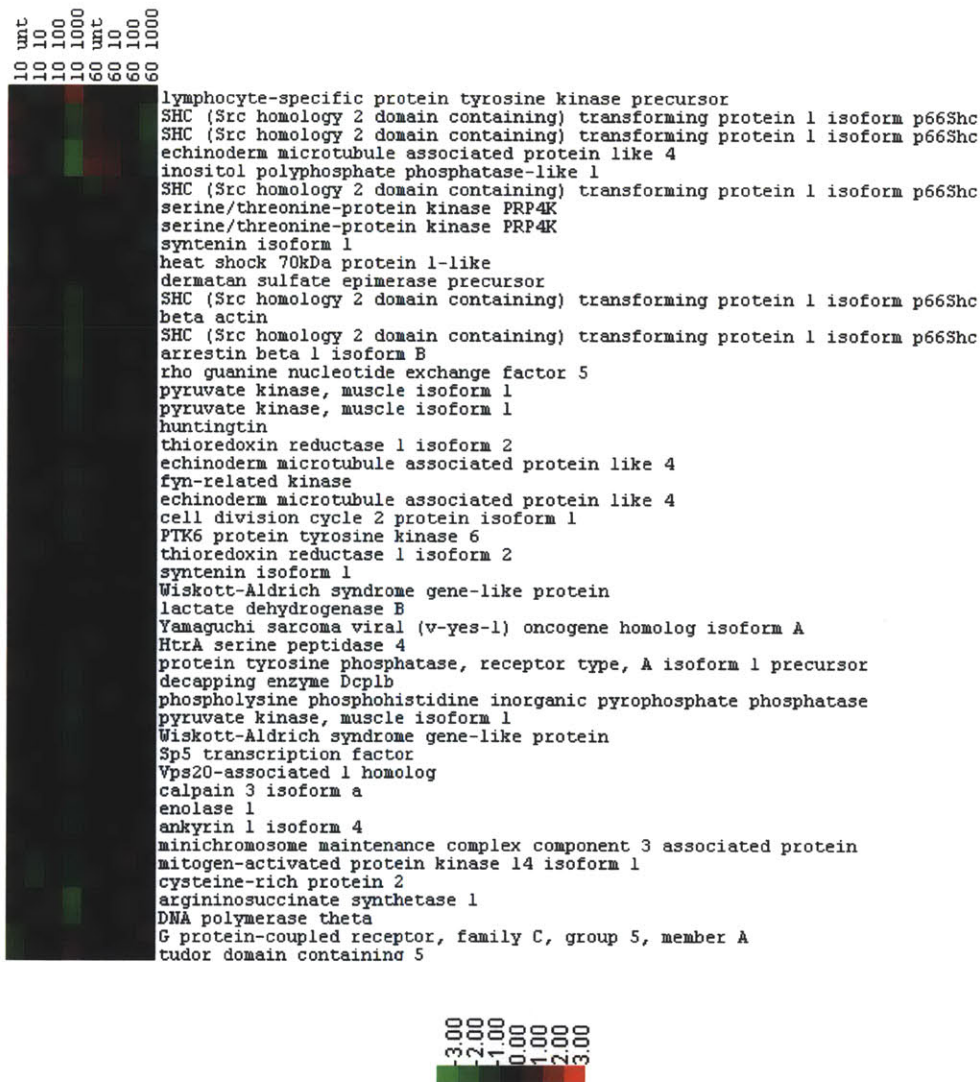 10 unt
10 10
10 100
10 1000
60 unt
60 10
60 100
60 1000
lymphocyte-specific protein tyrosine kinase precursor
SHC (Src homology 2 domain containing) transforming protein 1 isoform p66Shc
SHC (Src homology 2 domain containing) transforming protein 1 isoform p66Shc
echinoderm microtubule associated protein like 4
inositol polyphosphate phosphatase-like 1
SHC (Src homology 2 domain containing) transforming protein 1 isoform p66Shc
serine/threonine-protein kinase PRP4K
serine/threonine-protein kinase PRP4K
syntenin isoform 1
heat shock 70kDa protein 1-like
dermatan sulfate epimerase precursor
SHC (Src homology 2 domain containing) transforming protein 1 isoform p66Shc
beta actin
SHC (Src homology 2 domain containing) transforming protein 1 isoform p66Shc
arrestin beta 1 isoform B
rho guanine nucleotide exchange factor 5
pyruvate kinase, muscle isoform 1
pyruvate kinase, muscle isoform 1
huntingtin
thioredoxin reductase 1 isoform 2
echinoderm microtubule associated protein like 4
fyn-related kinase
echinoderm microtubule associated protein like 4
cell division cycle 2 protein isoform 1
PTK6 protein tyrosine kinase 6
thioredoxin reductase 1 isoform 2
syntenin isoform 1
Wiskott-Aldrich syndrome gene-like protein
lactate dehydrogenase B
Yamaguchi sarcoma viral (v-yes-1) oncogene homolog isoform A
HtrA serine peptidase 4
protein tyrosine phosphatase, receptor type, A isoform 1 precursor
decapping enzyme Dcp1b
phospholysine phosphohistidine inorganic pyrophosphate phosphatase
pyruvate kinase, muscle isoform 1
Wiskott-Aldrich syndrome gene-like protein
Sp5 transcription factor
Vps20-associated 1 homolog
calpain 3 isoform a
enolase 1
ankyrin 1 isoform 4
minichromosome maintenance complex component 3 associated protein
mitogen-activated protein kinase 14 isoform 1
cysteine-rich protein 2
argininosuccinate synthetase 1
DNA polymerase theta
G protein-coupled receptor, family C, group 5, member A
tudor domain containing 5
-3.00
-2.00
-1.00
0.00
1.00
2.00
3.00